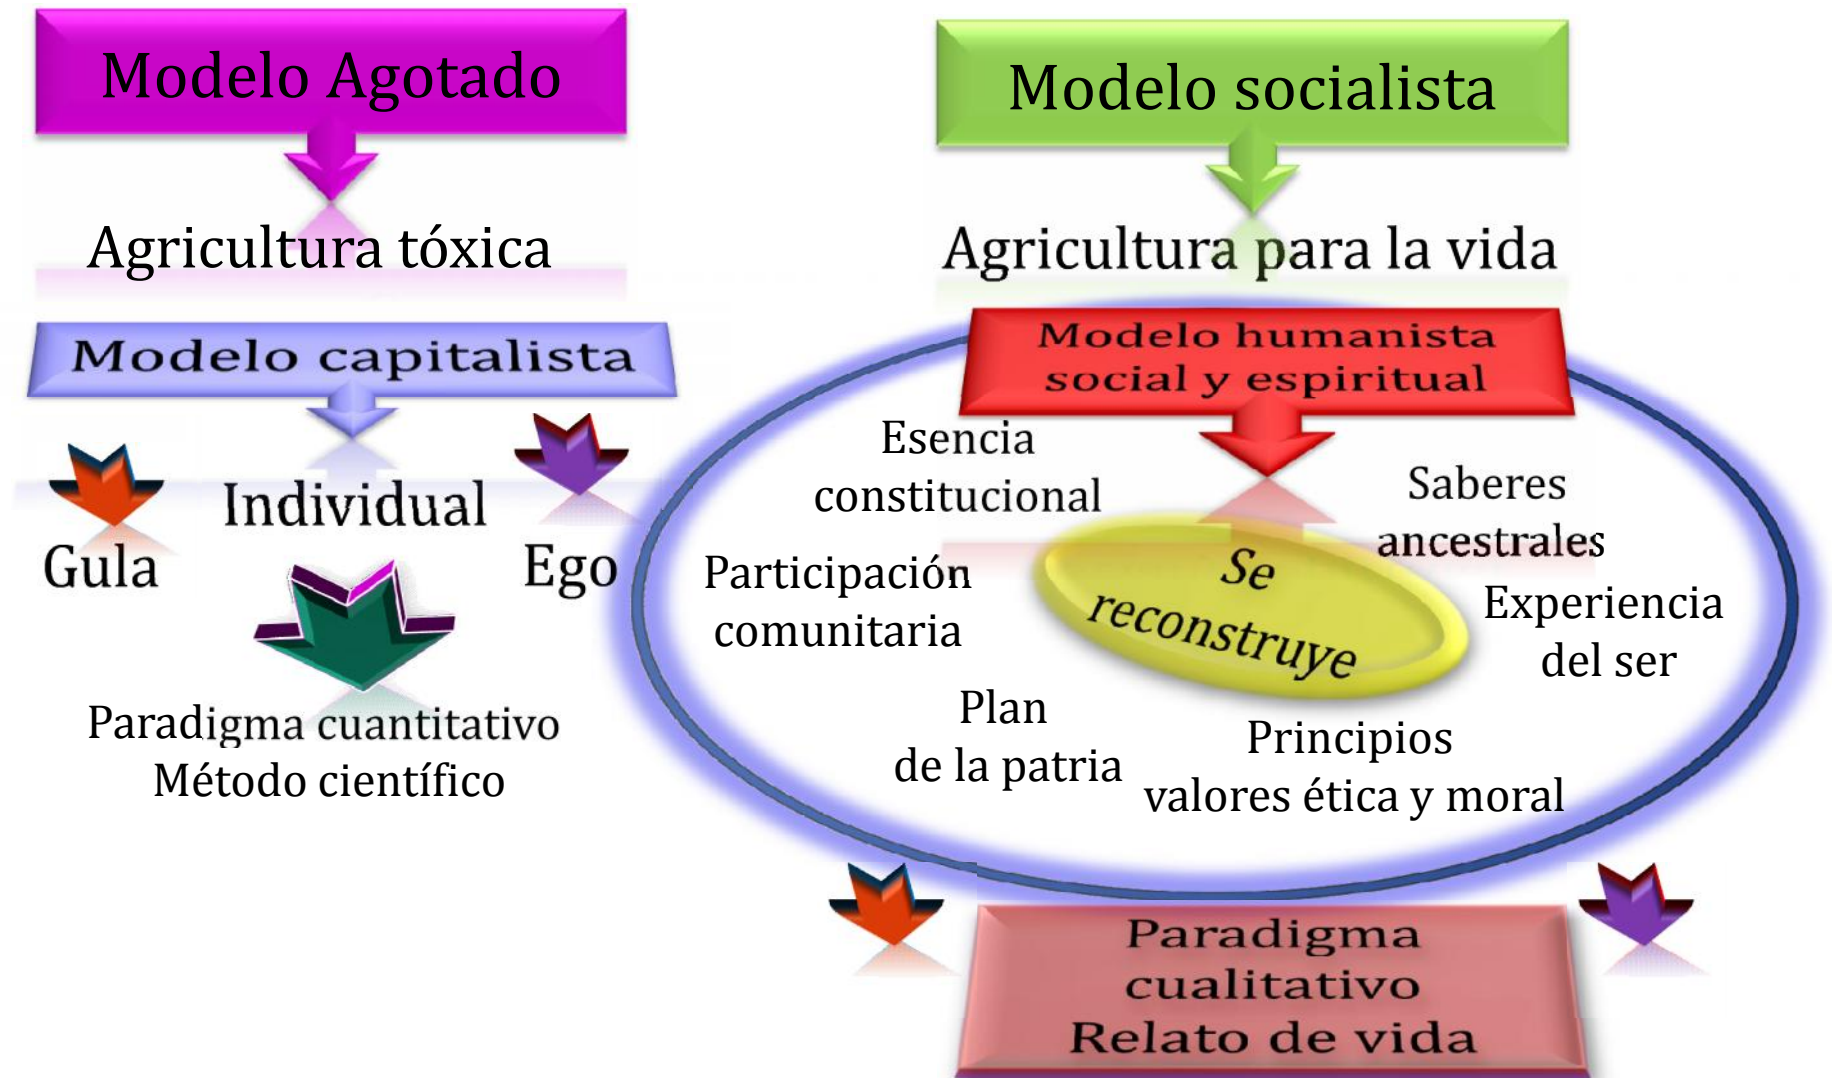 Modelo Agotado
Agricultura tóxica
Modelo capitalista
Gula
Individual
Ego
Paradigma cuantitativo
Método científico
Modelo socialista
Agricultura para la vida
Modelo humanista
social y espiritual
Esencia
constitucional
Saberes
ancestrales
Participación
comunitaria
Se
reconstruye
Experiencia
del ser
Plan
de la patria
Principios
valores ética y moral
Paradigma
cualitativo
Relato de vida